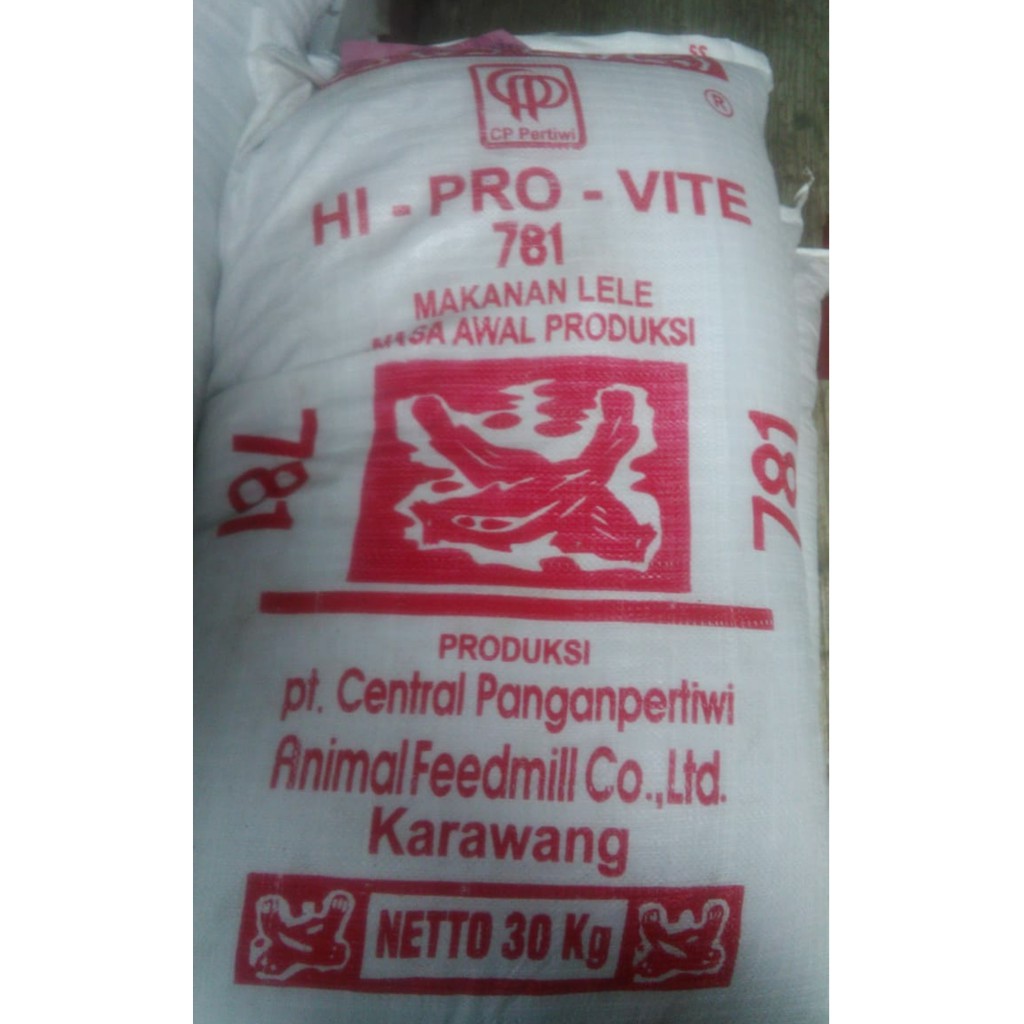 CP Pertiwi
®
HI - PRO - VITE
781
MAKANAN LELE
MASA AWAL PRODUKSI
781
781
PRODUKSI
pt. Central Panganpertiwi
Animal Feedmill Co.,Ltd.
Karawang
NETTO 30 Kg